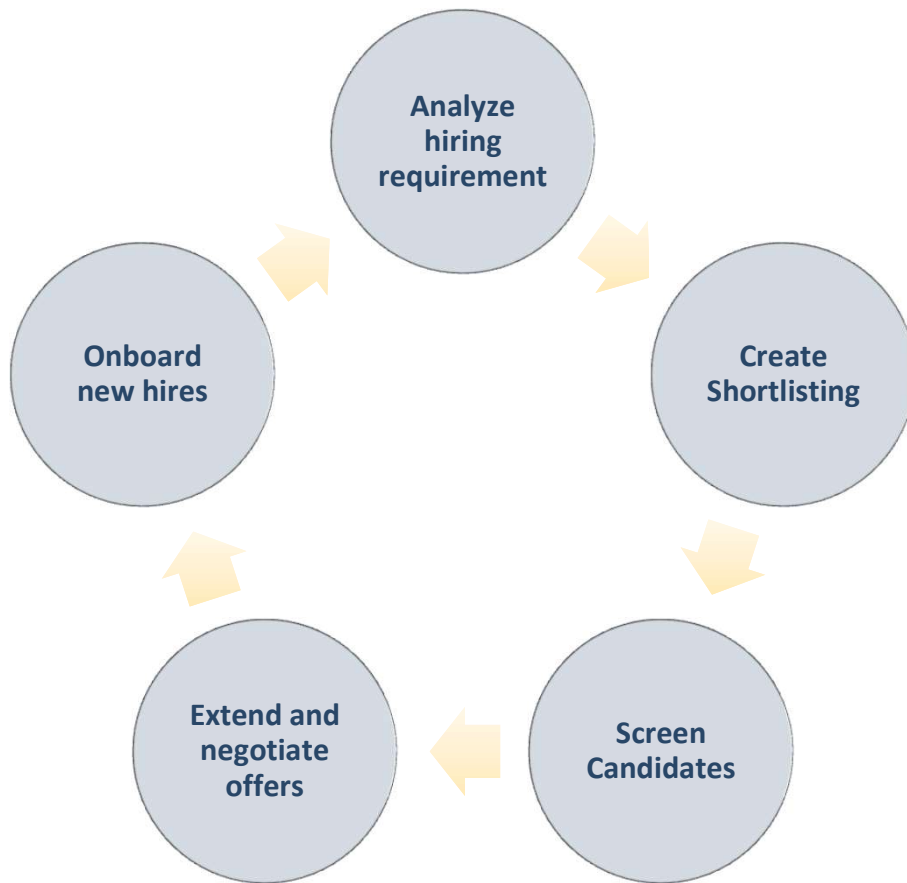 Analyze
hiring
requirement
Create
Shortlisting
Screen
Candidates
Extend and
negotiate
offers
Onboard
new hires